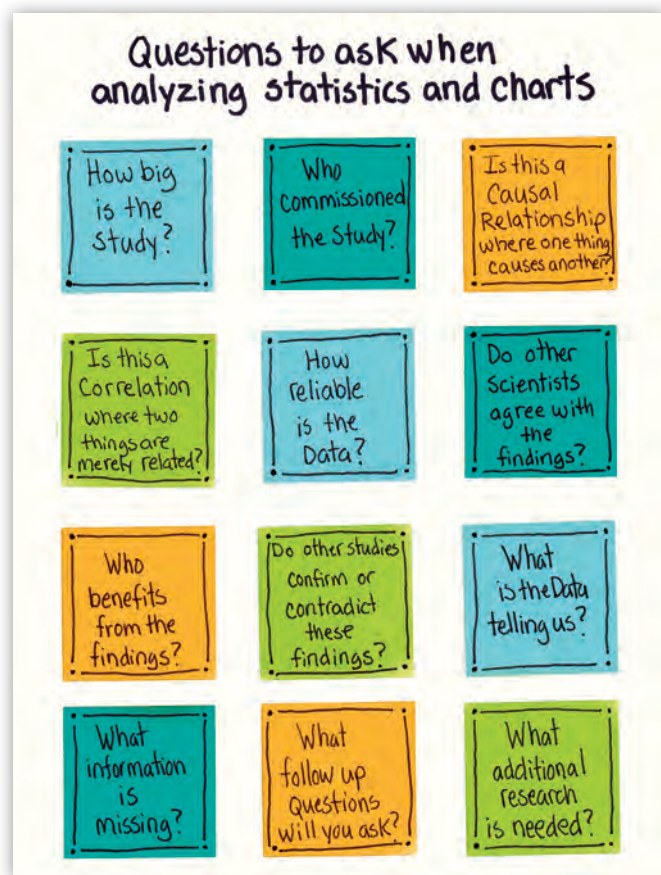 Questions to ask when
analyzing statistics and charts
How big
is the
Study?
Who
commissioned
the Study?
Is this a
Causal
Relationship
where one thing
causes another?
Is this a
Correlation
where two
things are
merely related?
How
reliable
is the
Data?
Do other
Scientists
agree with
the
findings?
Who
benefits
from the
findings?
Do other studies
confirm or
contradict
these
findings?
What
is the Data
telling us?
What
information
is
missing?
What
follow up
Questions
will you ask?
What
additional
research
is needed?